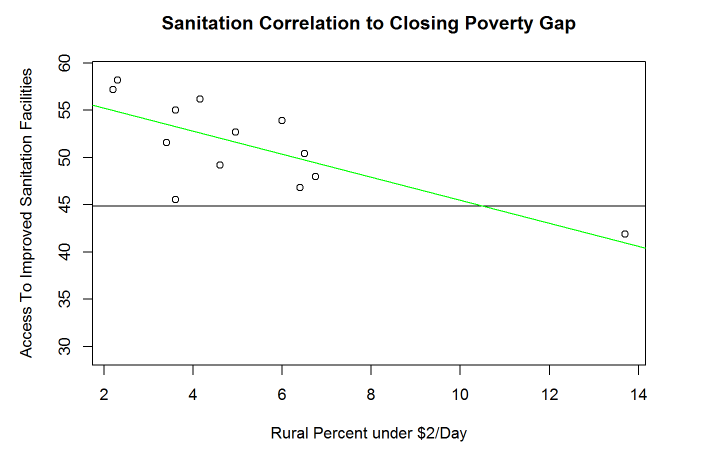 Sanitation Correlation to Closing Poverty Gap
Access To Improved Sanitation Facilities
60
55
50
45
40
35
30
2 4 6 8 10 12 14
Rural Percent under $2/Day